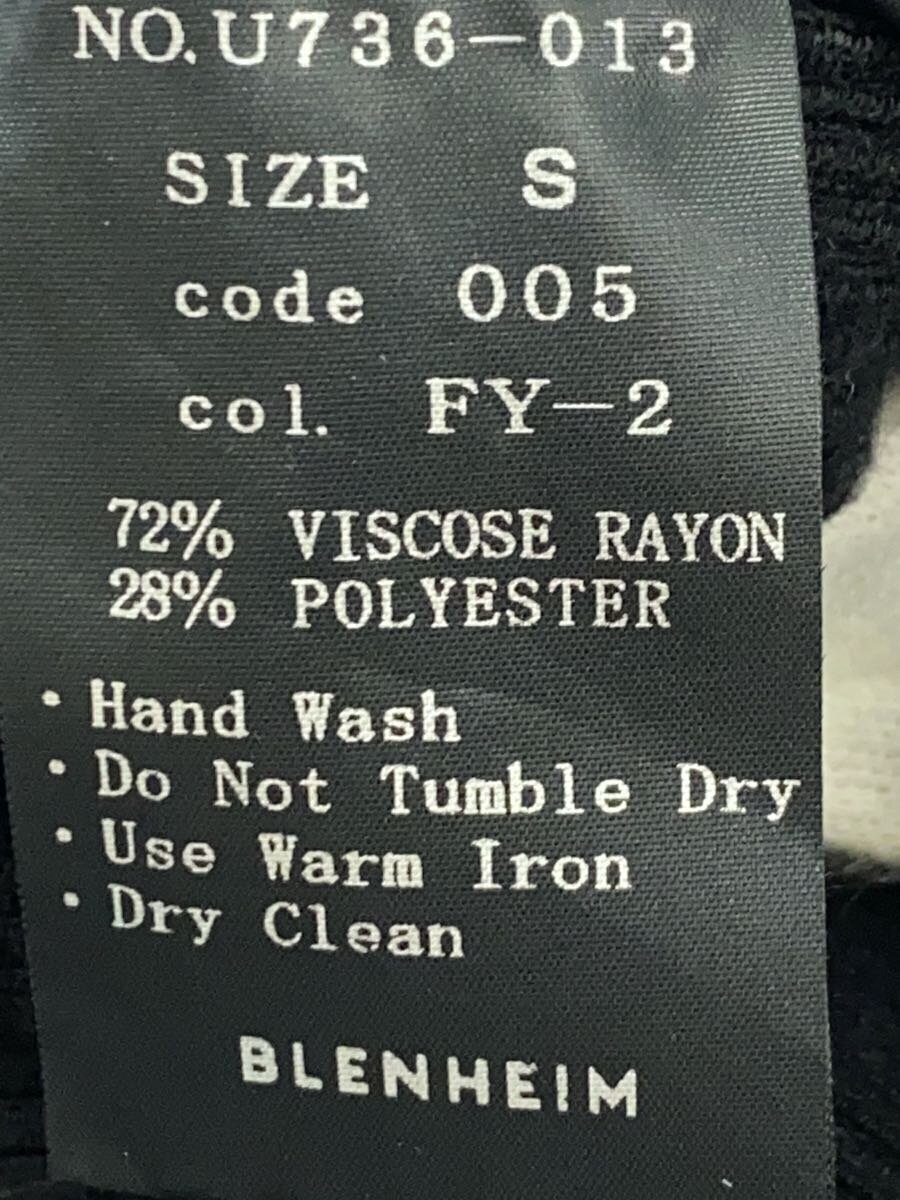 NO.U736-013
SIZE S
code 005
col. FY-2
72% VISCOSE RAYON
28% POLYESTER
・Hand Wash
・Do Not Tumble Dry
・Use Warm Iron
・Dry Clean
BLENHEIM